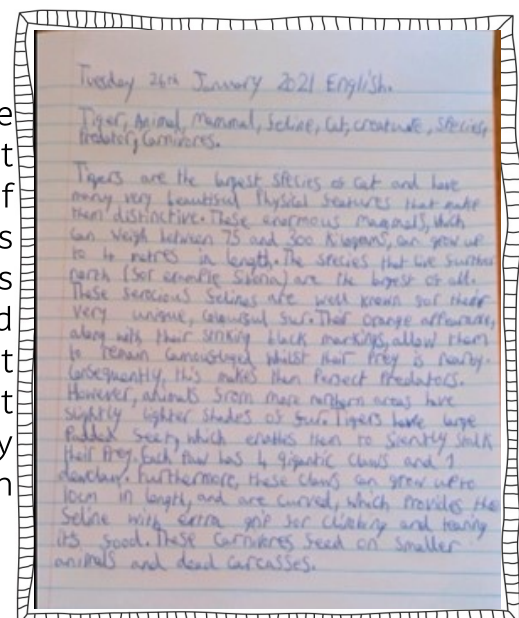 e
t
f
s
s
d
t
t
y
n
Tuesday 26th January 2021 English.
Tiger, Animal, Mammal, feline, Cat, creature, species,
Predator, Carnivores.
Tigers are the largest species of cat and have
many very beautiful Physical features that make
them distinctive. These enormous mammals, which
can weigh between 75 and 300 kilograms, can grow up
to 4 metres in length. The species that live further
north (for example Siberia) are the largest of all.
These ferocious felines are well known for their
very unique, colourful fur. Their orange appearance,
along with their striking black markings, allow them
to remain camouflaged whilst their Prey is nearby.
Consequently, this makes them Perfect Predators.
However, animals from more northern areas have
slightly lighter shades of fur. Tigers have large
Padded feet, which enables them to silently stalk
their Prey. Each Paw has 4 gigantic claws and 1
dewclaw. Furthermore, these claws can grow up to
10cm in length, and are curved, which provides the
feline with extra grip for climbing and tearing
its food. These Carnivores feed on smaller
animals and dead carcasses.